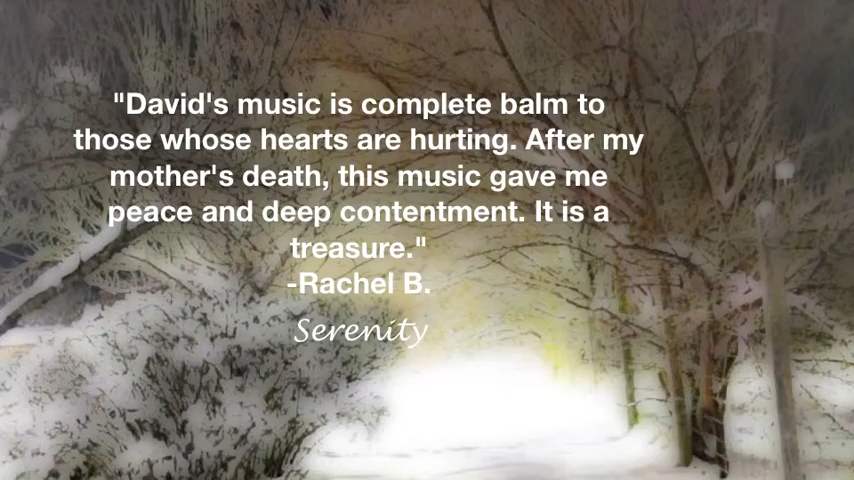 "David's music is complete balm to
those whose hearts are hurting. After my
mother's death, this music gave me
peace and deep contentment. It is a
treasure."
-Rachel B.
Serenity